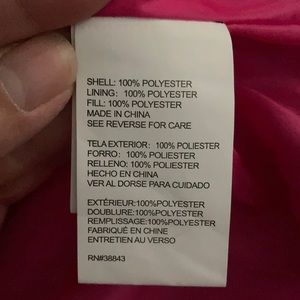 SHELL: 100% POLYESTER
LINING: 100% POLYESTER
FILL: 100% POLYESTER
MADE IN CHINA
SEE REVERSE FOR CARE
TELA EXTERIOR: 100% POLIESTER
FORRO: 100% POLIESTER
RELLENO: 100% POLIESTER
HECHO EN CHINA
VER AL DORSE PARA CUIDADO
EXTÉRIEUR:100%POLYESTER
DOUBLURE:100%POLYESTER
REMPLISSAGE:100%POLYESTER
FABRIQUÉ EN CHINE
ENTRETIEN AU VERSO
RN#38843